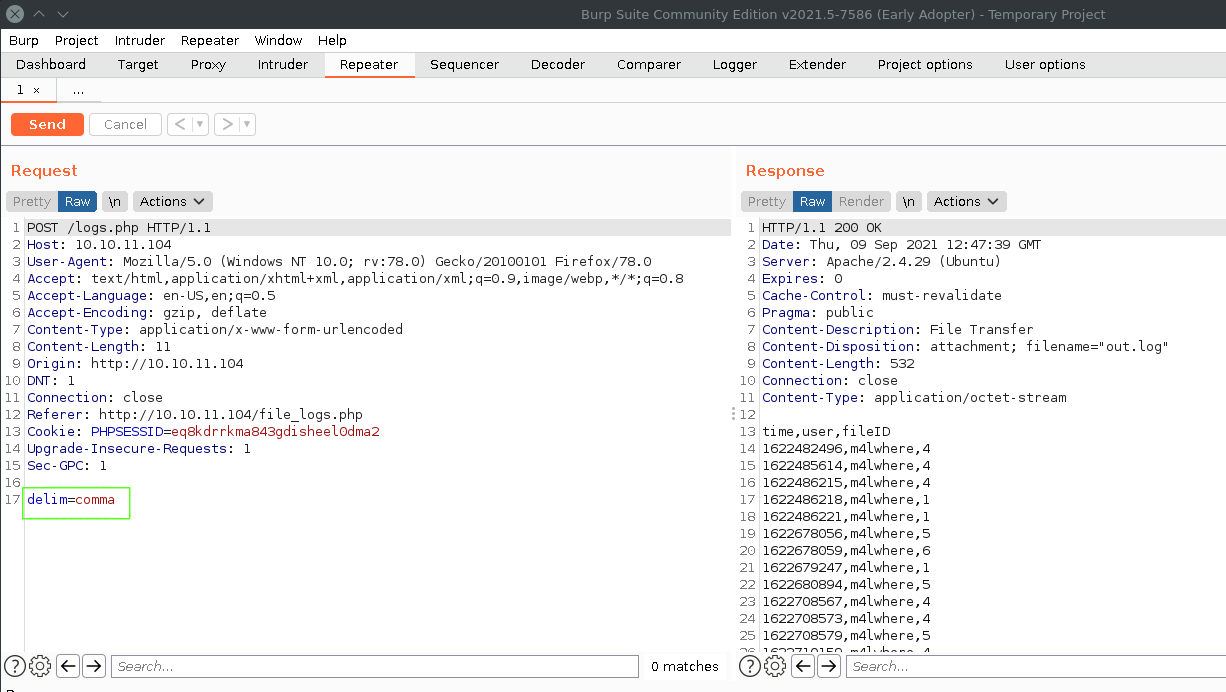 Burp Suite Community Edition v2021.5-7586 (Early Adopter) - Temporary Project
Burp Project Intruder Repeater Window Help
Dashboard Target Proxy Intruder Repeater Sequencer Decoder Comparer Logger Extender Project options User options
1 × ...
Send Cancel < > 
Request
Pretty Raw \n Actions
1 POST /logs.php HTTP/1.1
2 Host: 10.10.11.104
3 User-Agent: Mozilla/5.0 (Windows NT 10.0; rv:78.0) Gecko/20100101 Firefox/78.0
4 Accept: text/html,application/xhtml+xml,application/xml;q=0.9,image/webp,*/*;q=0.8
5 Accept-Language: en-US,en;q=0.5
6 Accept-Encoding: gzip, deflate
7 Content-Type: application/x-www-form-urlencoded
8 Content-Length: 11
9 Origin: http://10.10.11.104
10 DNT: 1
11 Connection: close
12 Referer: http://10.10.11.104/file_logs.php
13 Cookie: PHPSESSID=eq8kdrrkma843gdisheel0dma2
14 Upgrade-Insecure-Requests: 1
15 Sec-GPC: 1
16
17 delim=comma
? Search... 0 matches
Response
Pretty Raw Render \n Actions
1 HTTP/1.1 200 OK
2 Date: Thu, 09 Sep 2021 12:47:39 GMT
3 Server: Apache/2.4.29 (Ubuntu)
4 Expires: 0
5 Cache-Control: must-revalidate
6 Pragma: public
7 Content-Description: File Transfer
8 Content-Disposition: attachment; filename="out.log"
9 Content-Length: 532
10 Connection: close
11 Content-Type: application/octet-stream
12
13 time,user,fileID
14 1622482496,m4lwhere,4
15 1622485614,m4lwhere,4
16 1622486215,m4lwhere,4
17 1622486218,m4lwhere,1
18 1622486221,m4lwhere,1
19 1622678056,m4lwhere,5
20 1622678059,m4lwhere,6
21 1622679247,m4lwhere,1
22 1622680894,m4lwhere,5
23 1622708567,m4lwhere,4
24 1622708573,m4lwhere,4
25 1622708579,m4lwhere,5
? Search...